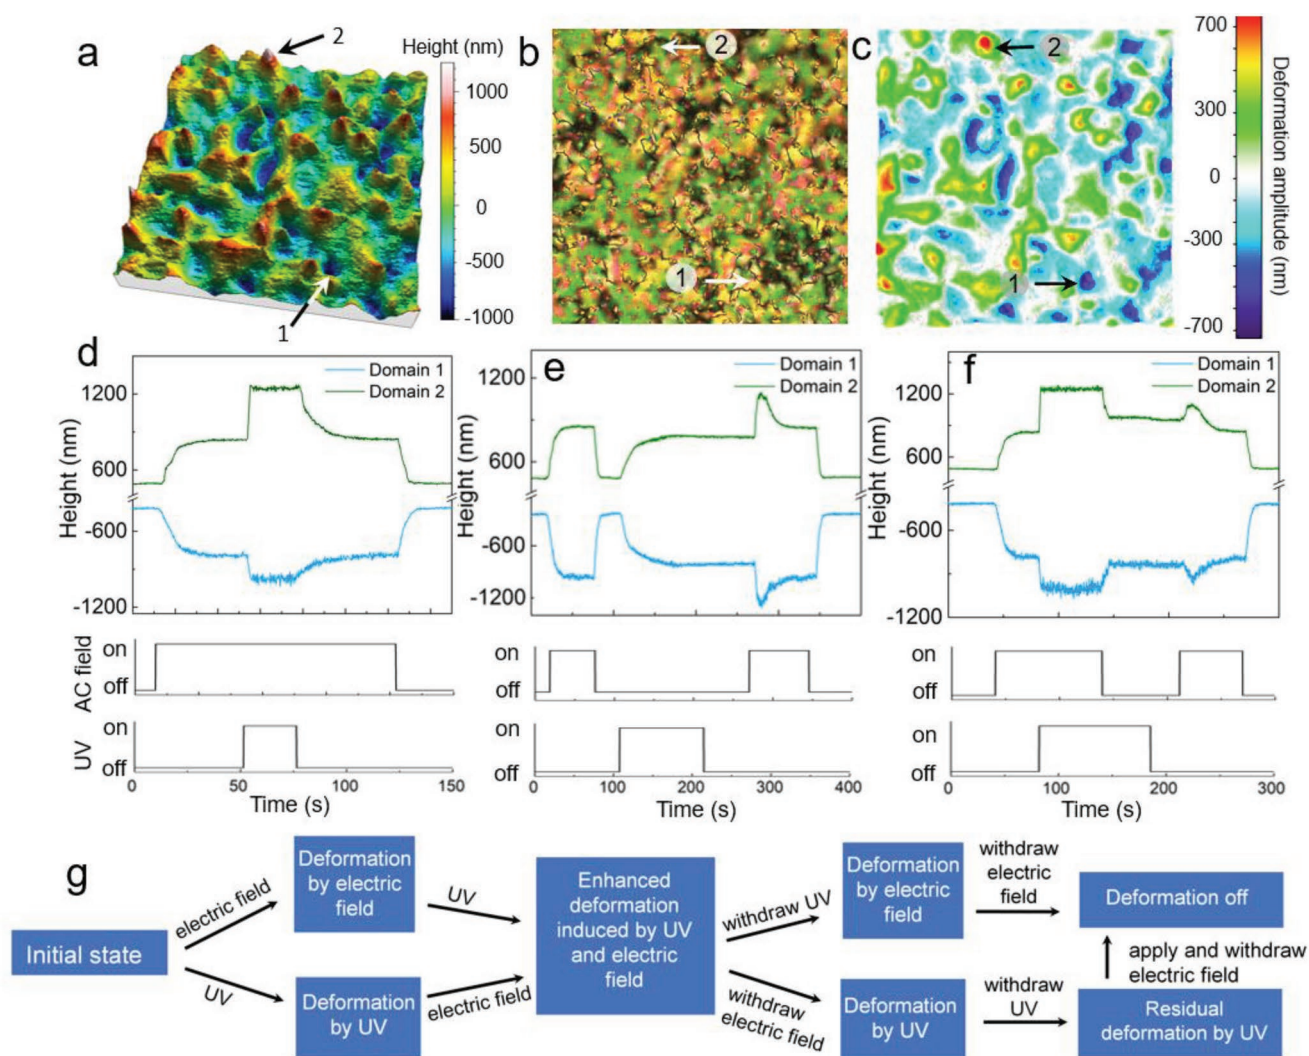 a
2
Height (nm)
1000
500
0
-500
-1000
1
b
2
1
c
2
1
700
300
0
-300
-700
Deformation amplitude (nm)
d
Domain 1
Domain 2
1200
600
-600
-1200
Height (nm)
e
Domain 1
Domain 2
1200
600
-600
-1200
Height (nm)
f
Domain 1
Domain 2
1200
600
-600
-1200
Height (nm)
AC field
on
off
on
off
on
off
UV
on
off
0
50
100
150
Time (s)
on
off
0
100
200
300
400
Time (s)
on
off
0
100
200
300
Time (s)
g
Initial state
electric field
UV
Deformation
by electric
field
Deformation
by UV
UV
electric field
Enhanced
deformation
induced by UV
and electric
field
withdraw UV
withdraw
electric field
Deformation
by electric
field
Deformation
by UV
withdraw
electric
field
withdraw
UV
Deformation off
apply and withdraw
electric field
Residual
deformation by UV